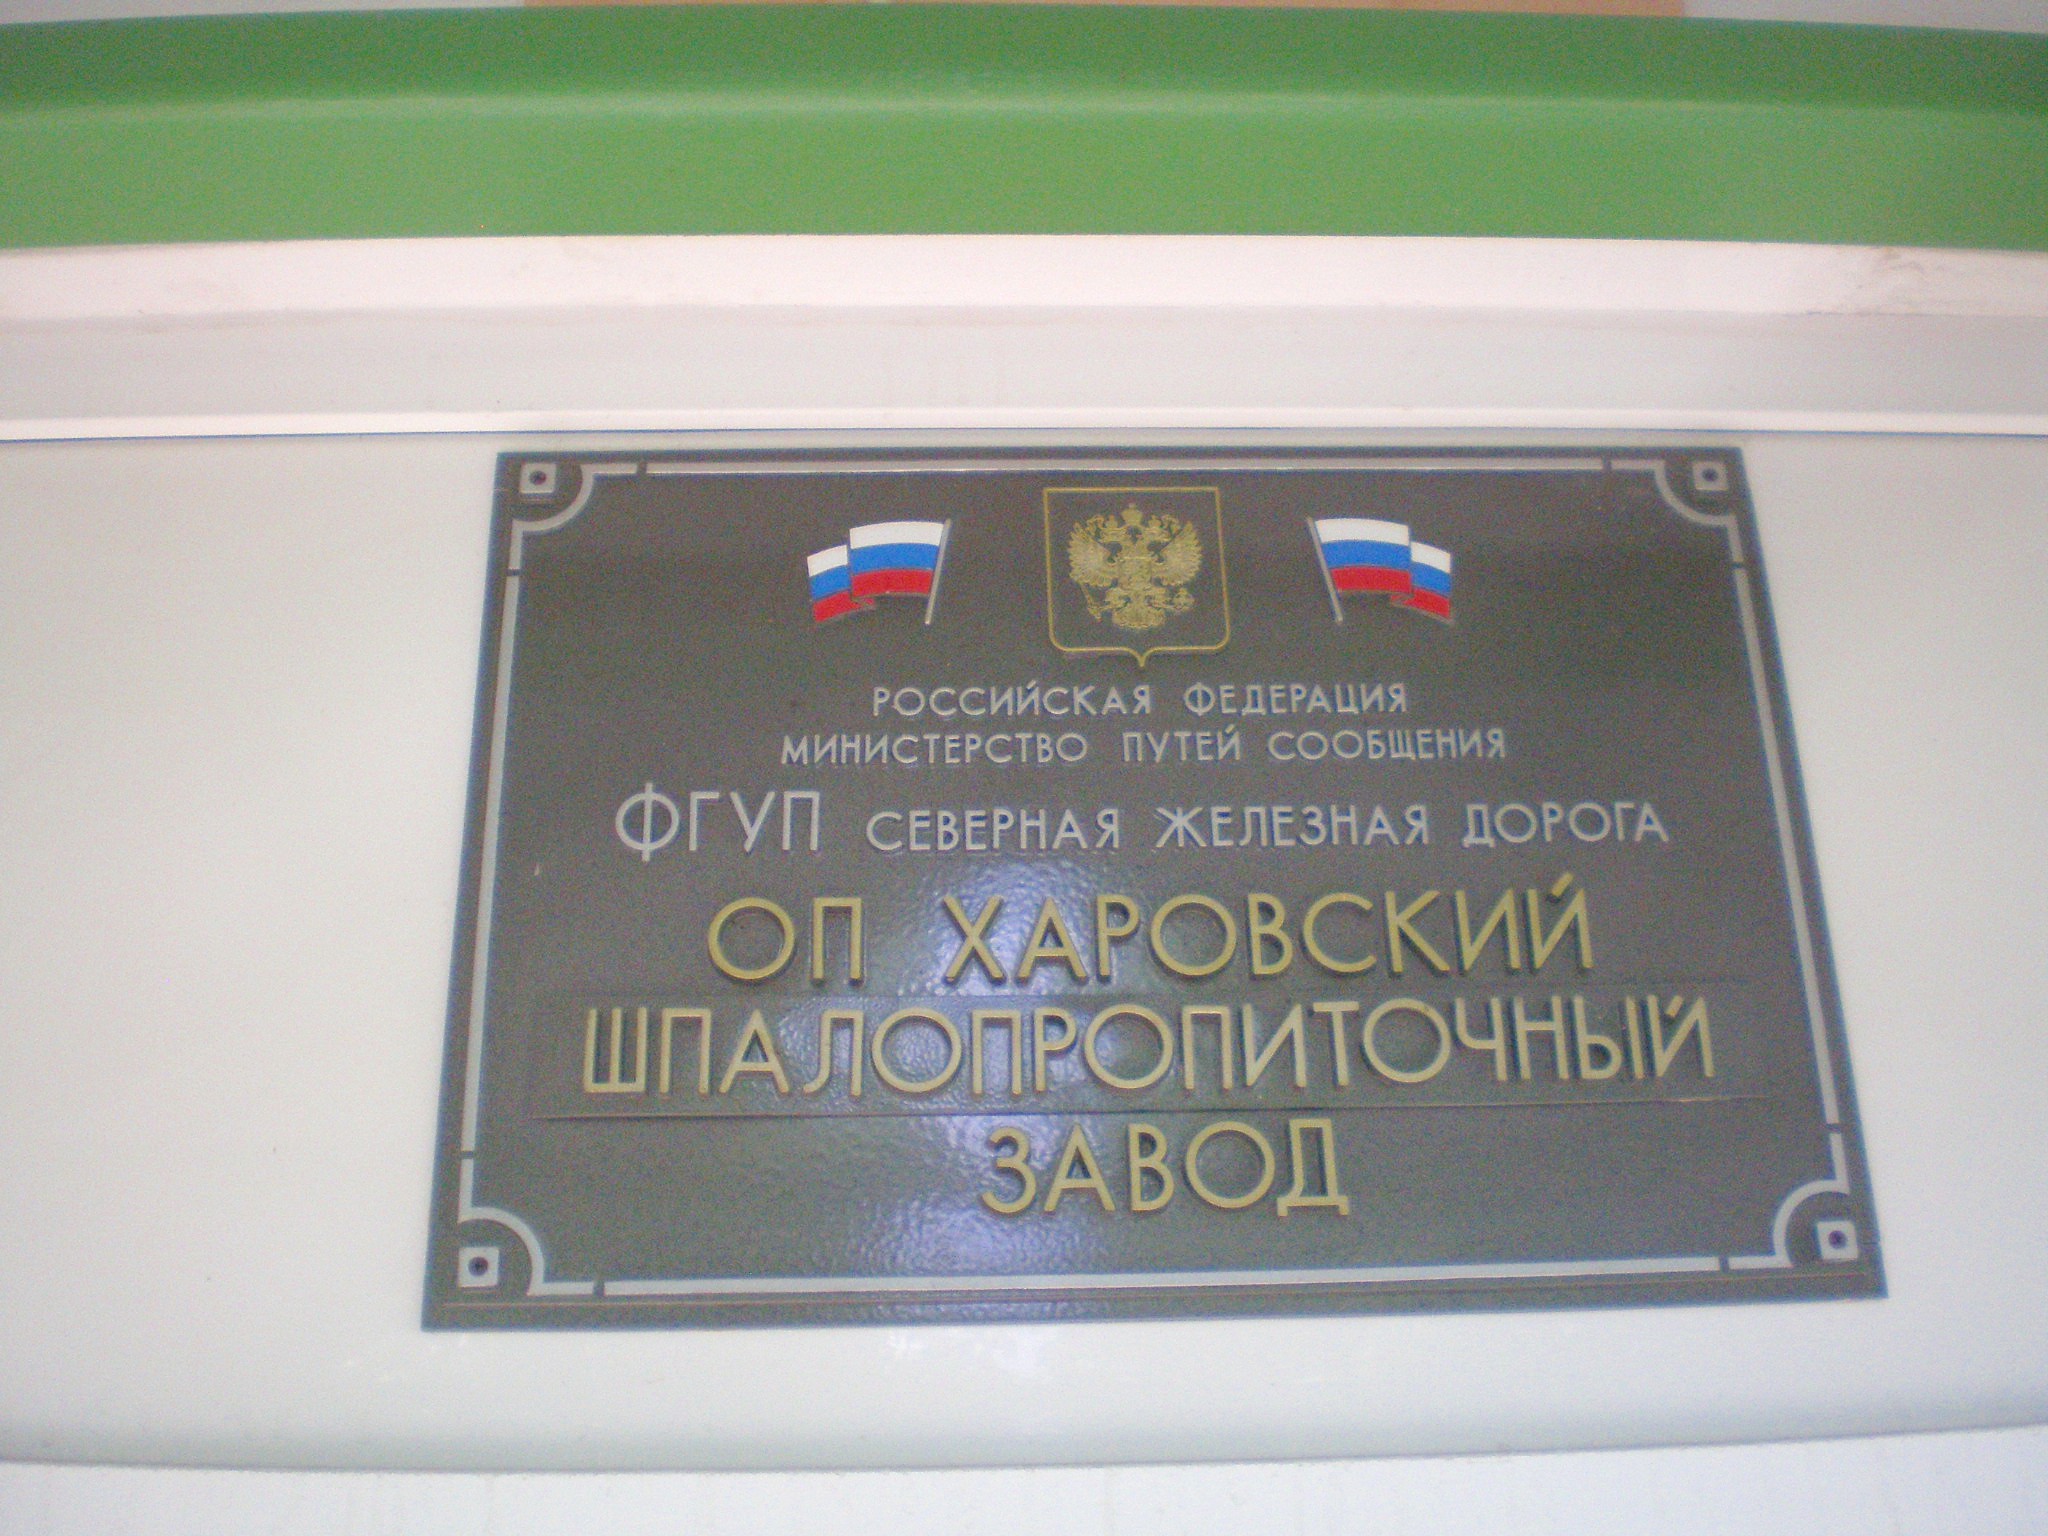 РОССИЙСКАЯ ФЕДЕРАЦИЯ
МИНИСТЕРСТВО ПУТЕЙ СООБЩЕНИЯ
ФГУП СЕВЕРНАЯ ЖЕЛЕЗНАЯ ДОРОГА
ОП ХАРОВСКИЙ
ШПАЛОПРОПИТОЧНЫЙ
ЗАВОД